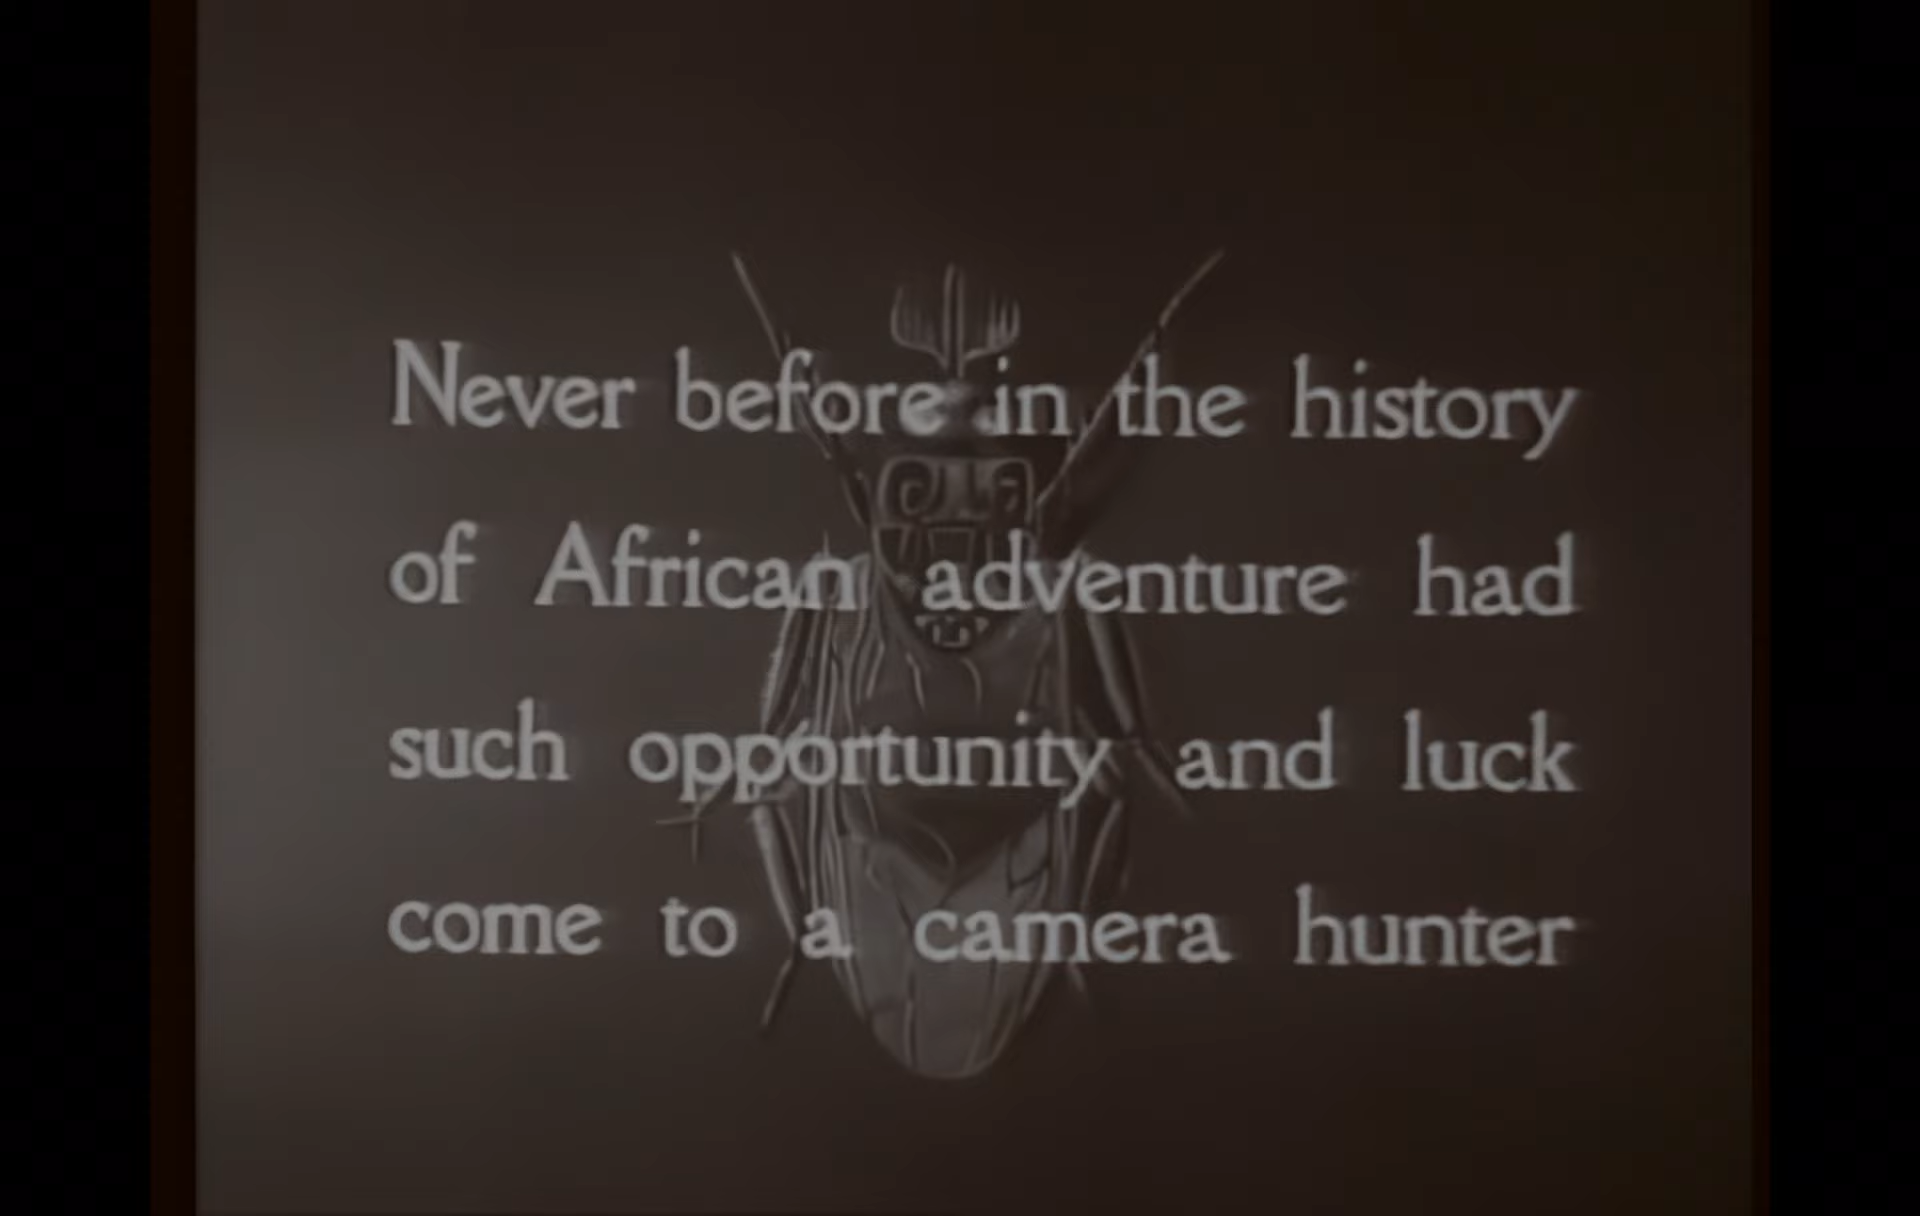 Never before in the history
of African adventure had
such opportunity and luck
come to a camera hunter